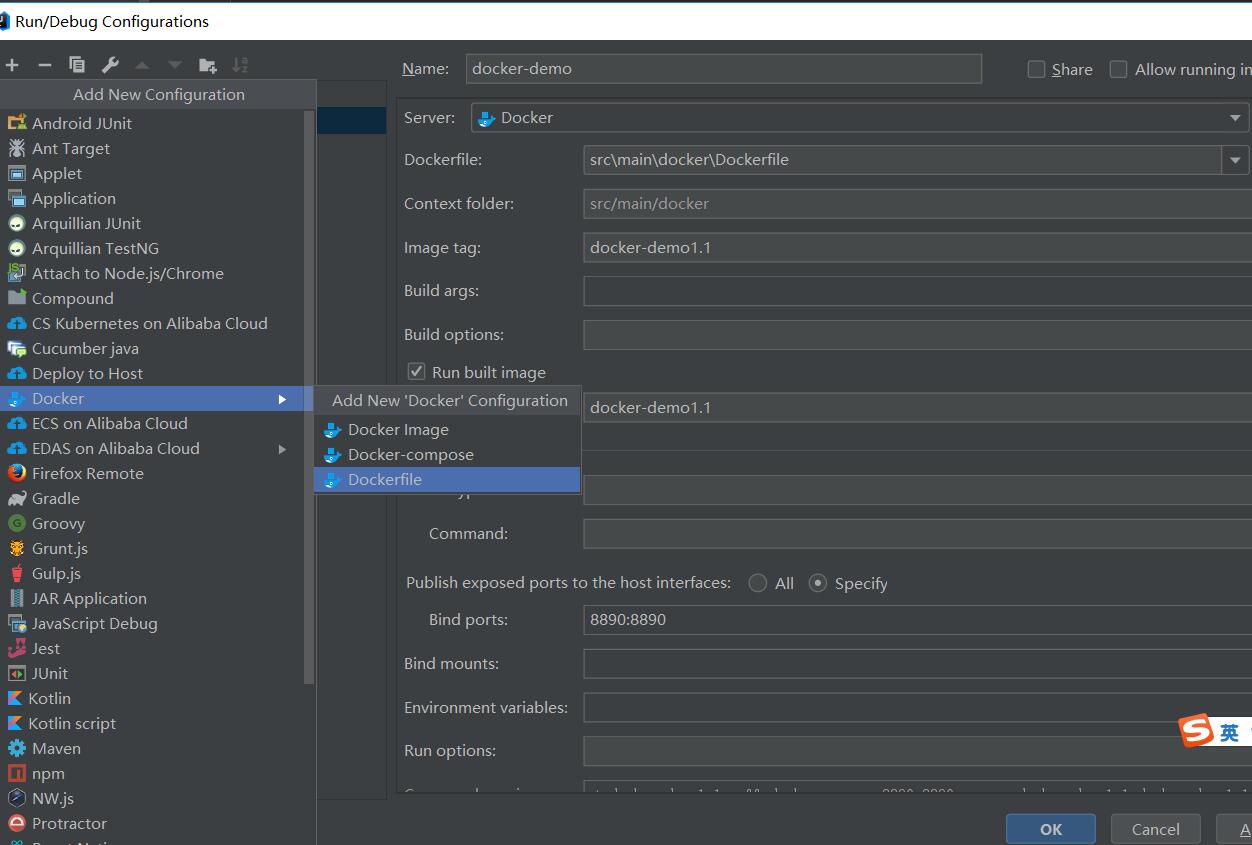 Run/Debug Configurations
Add New Configuration
Android JUnit
Ant Target
Applet
Application
Arquillian JUnit
Arquillian TestNG
Attach to Node.js/Chrome
Compound
CS Kubernetes on Alibaba Cloud
Cucumber java
Deploy to Host
Docker
ECS on Alibaba Cloud
EDAS on Alibaba Cloud
Firefox Remote
Gradle
Groovy
Grunt.js
Gulp.js
JAR Application
JavaScript Debug
Jest
JUnit
Kotlin
Kotlin script
Maven
npm
NW.js
Protractor
Add New 'Docker' Configuration
Docker Image
Docker-compose
Dockerfile
Name: docker-demo
Share
Allow running in
Server: Docker
Dockerfile: src\main\docker\Dockerfile
Context folder: src/main/docker
Image tag: docker-demo1.1
Build args:
Build options:
Run built image
docker-demo1.1
Command:
Publish exposed ports to the host interfaces: All Specify
Bind ports: 8890:8890
Bind mounts:
Environment variables:
Run options:
英
OK
Cancel
A